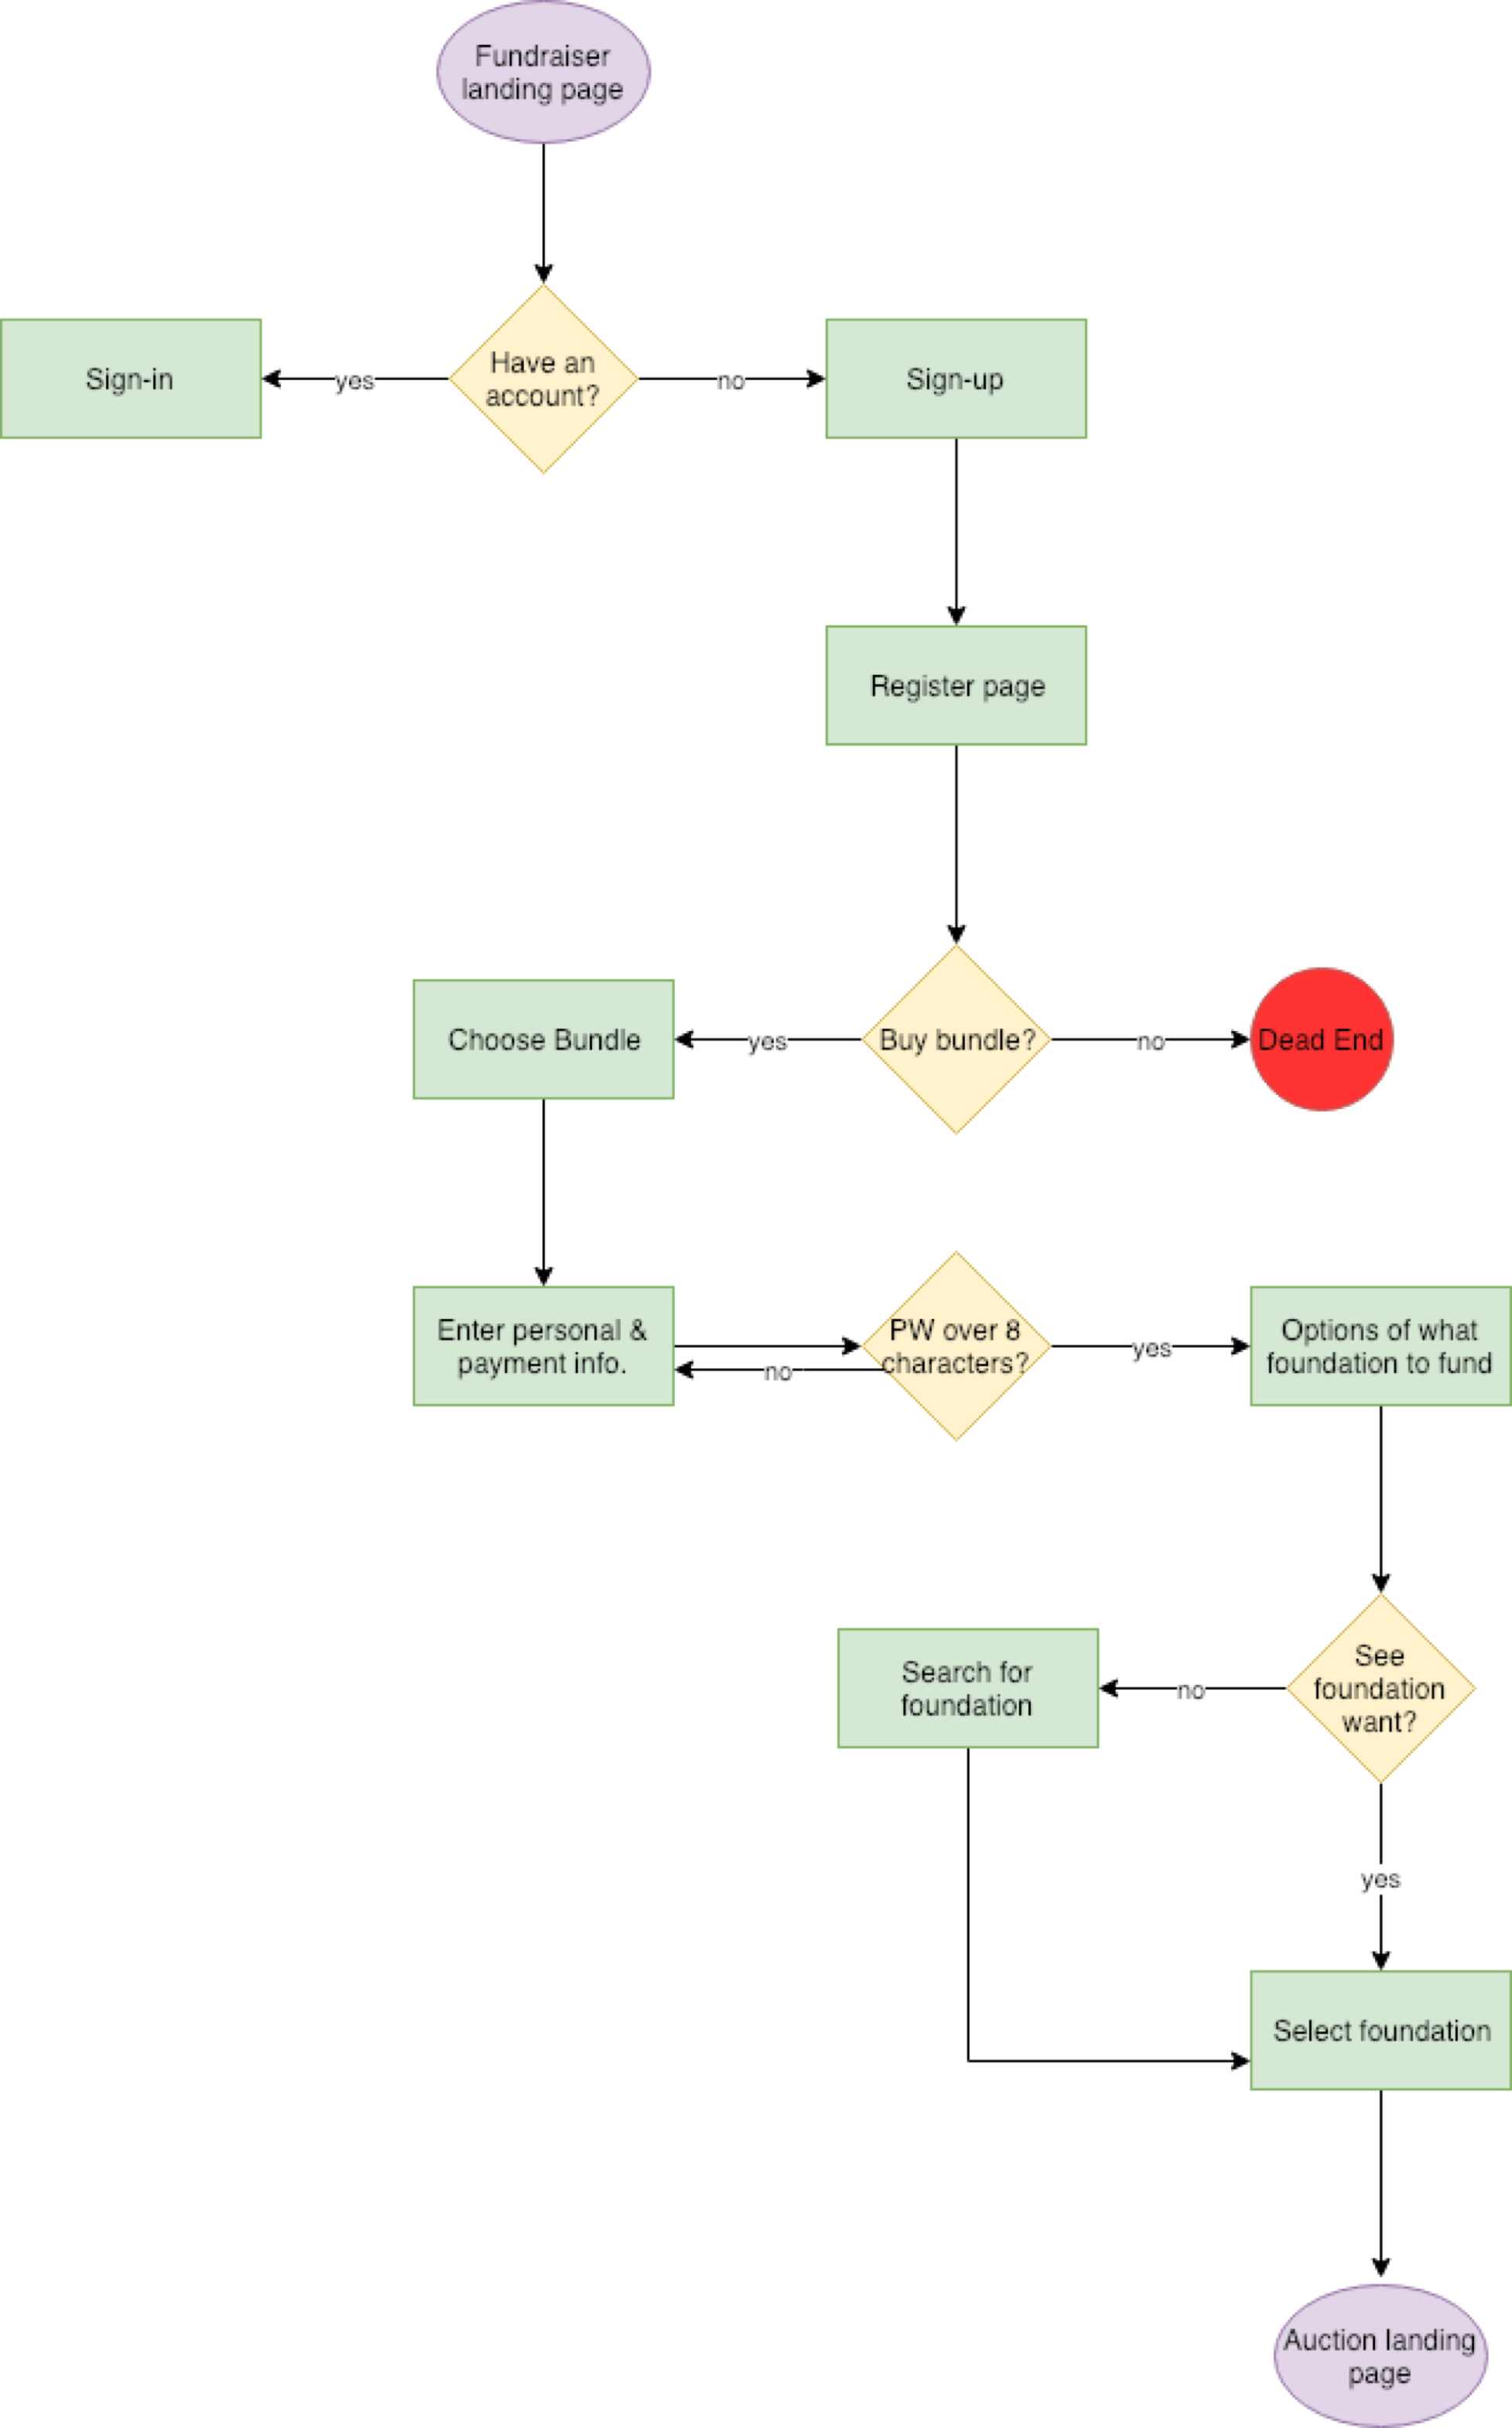 Fundraiser
landing page
Have an
account?
yes
Sign-in
no
Sign-up
Register page
Buy bundle?
yes
Choose Bundle
no
Dead End
Enter personal &
payment info.
PW over 8
characters?
no
yes
Options of what
foundation to fund
See
foundation
want?
no
Search for
foundation
yes
Select foundation
Auction landing
page